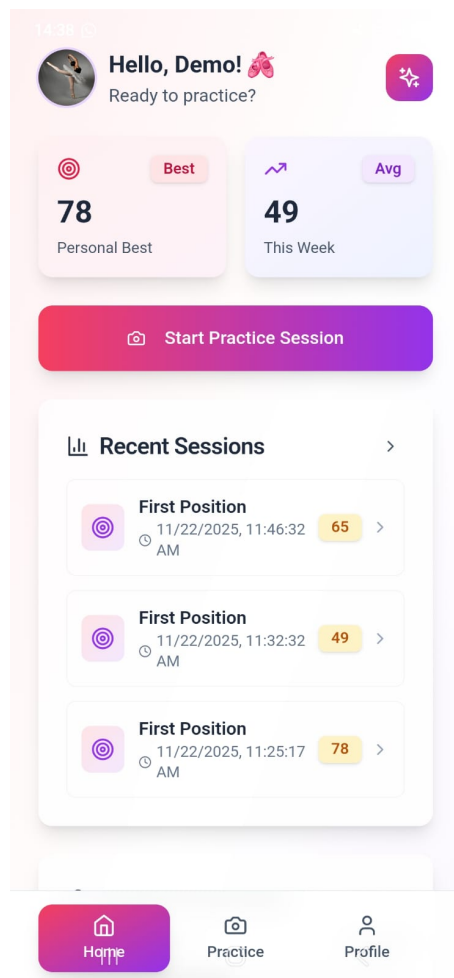 14:38
Hello, Demo! 🩰
Ready to practice?
Best
78
Personal Best
Avg
49
This Week
Start Practice Session
Recent Sessions
First Position
11/22/2025, 11:46:32
AM
65
First Position
11/22/2025, 11:32:32
AM
49
First Position
11/22/2025, 11:25:17
AM
78
Home
Practice
Profile